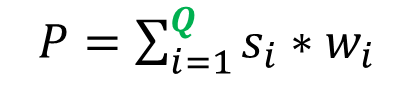 P = ∑_{i=1}^{Q} s_i * w_i